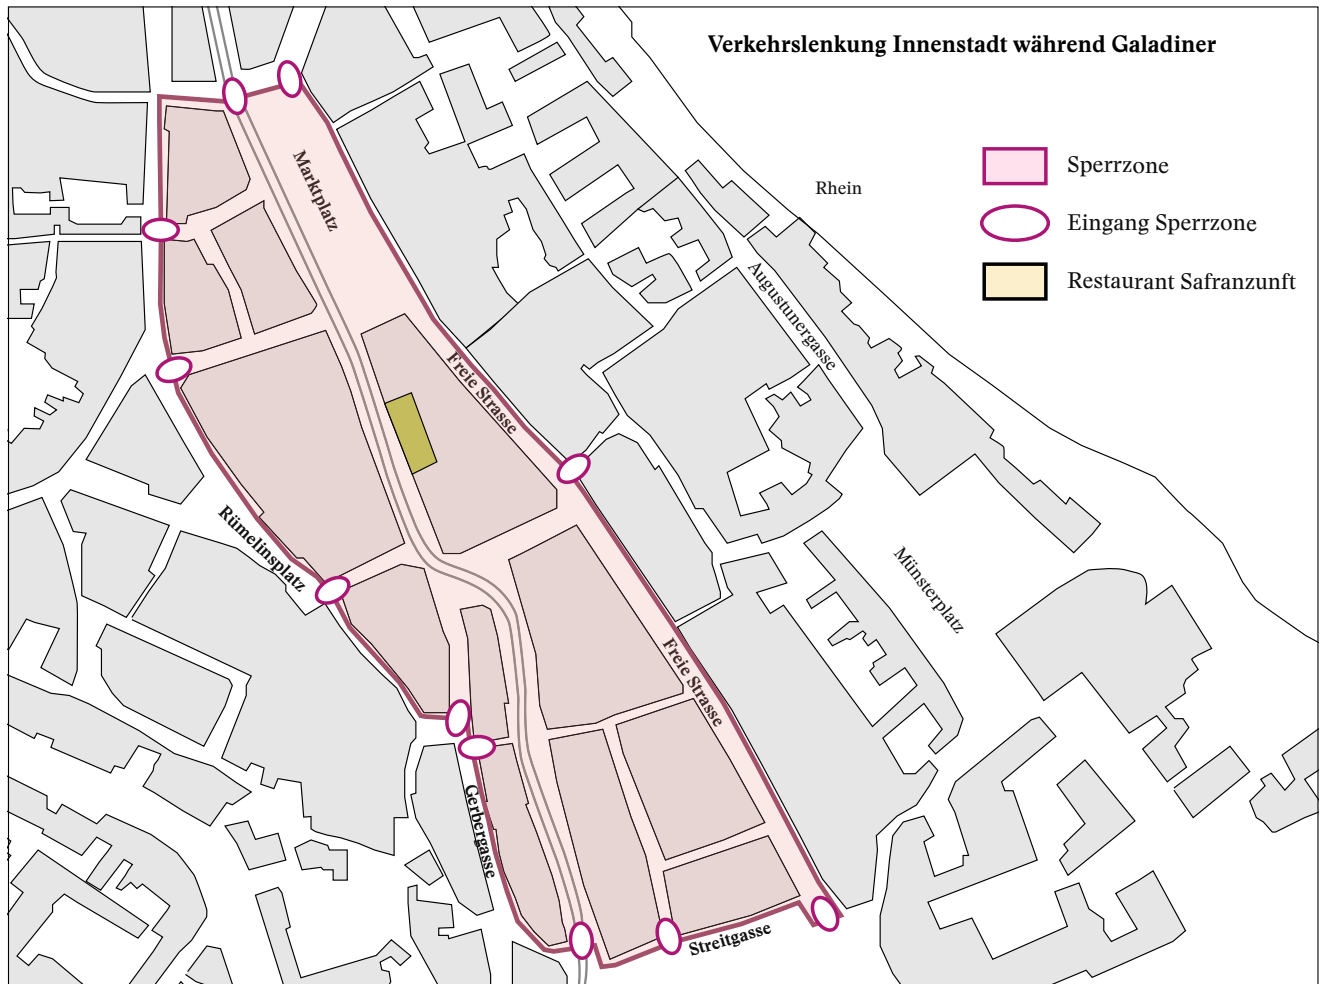 Verkehrslenkung Innenstadt während Galadiner
Sperrzone
Eingang Sperrzone
Restaurant Safranzunft
Rhein
Marktplatz
Augustunergasse
Freie Strasse
Rümelinsplatz
Münsterplatz
Freie Strasse
Gerbergasse
Streitgasse